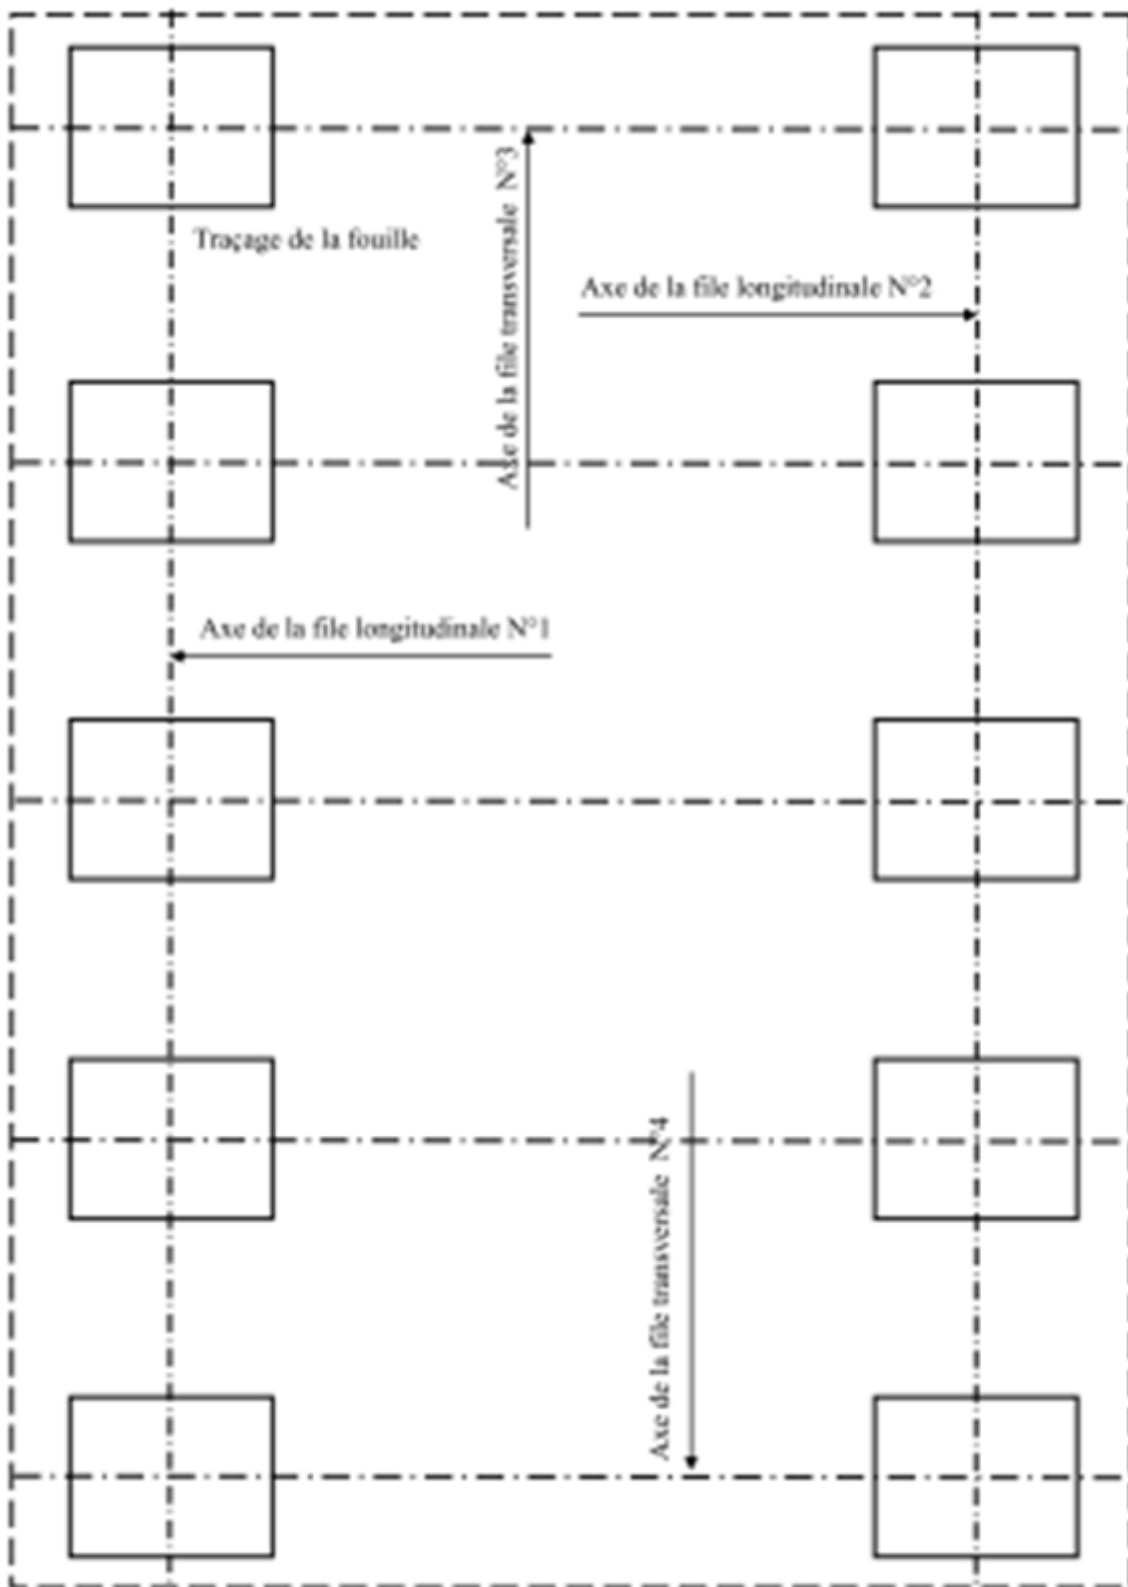 Axe de la file transversale N°3
Traçage de la fouille
Axe de la file longitudinale N°2
Axe de la file longitudinale N°1
Axe de la file transversale N°4